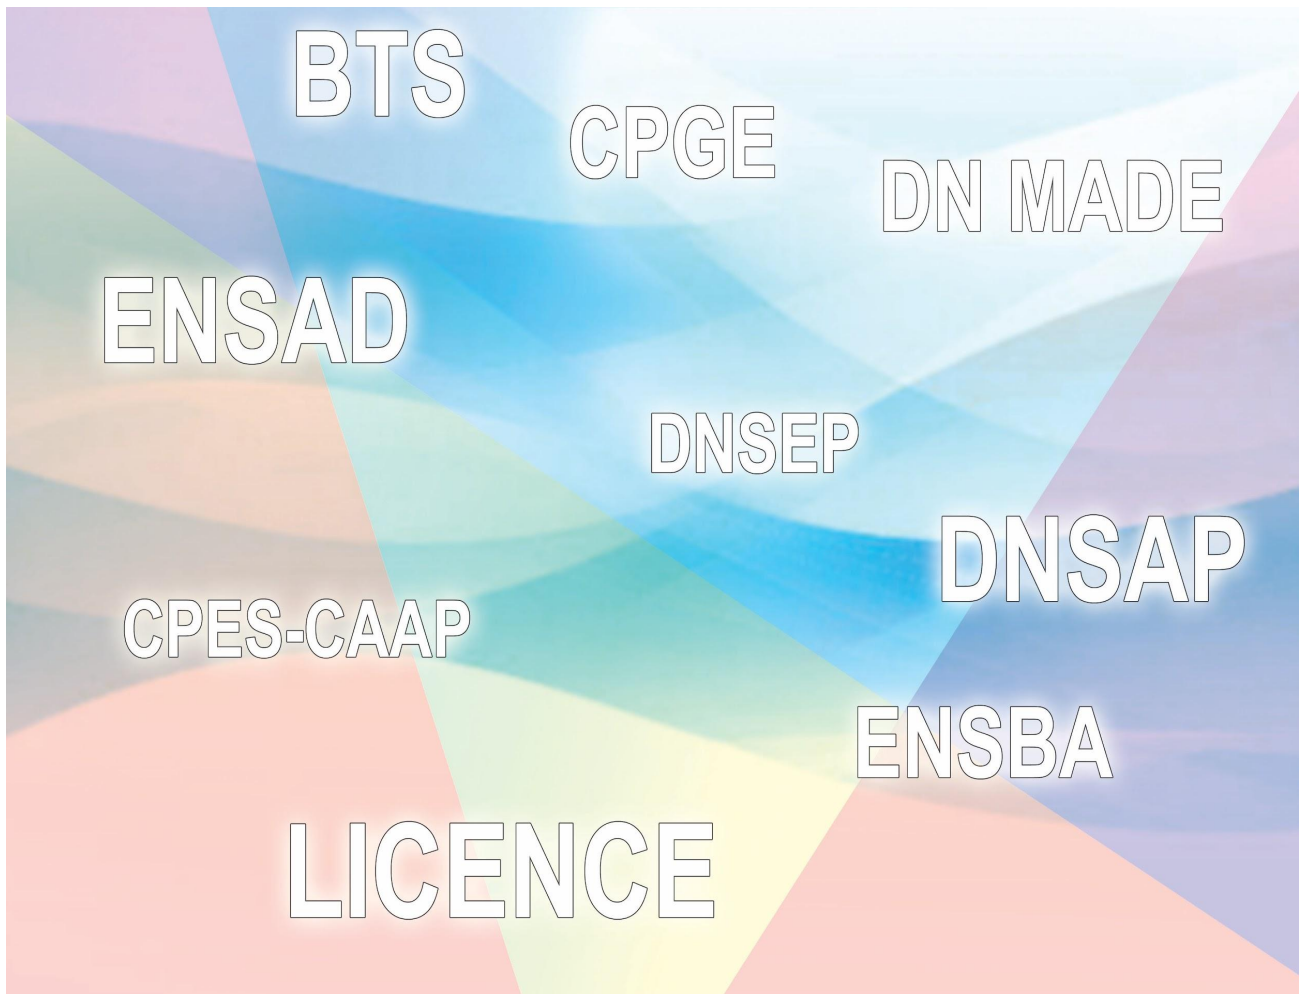 BTS
CPGE
DN MADE
ENSAD
DNSEP
DNSAP
CPES-CAAP
ENSBA
LICENCE